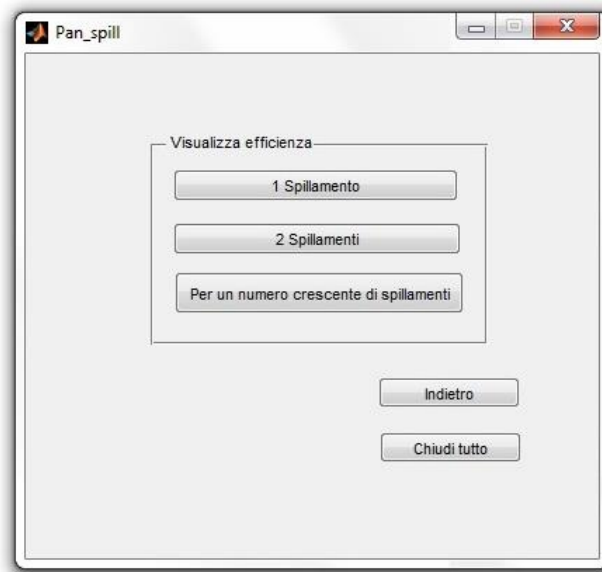 Pan_spill
Visualizza efficienza
1 Spillamento
2 Spillamenti
Per un numero crescente di spillamenti
Indietro
Chiudi tutto